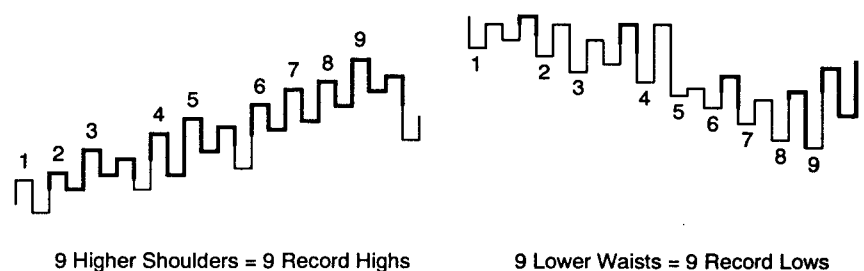 1 2 3 4 5 6 7 8 9
1 2 3 4 5 6 7 8 9
9 Higher Shoulders = 9 Record Highs
9 Lower Waists = 9 Record Lows